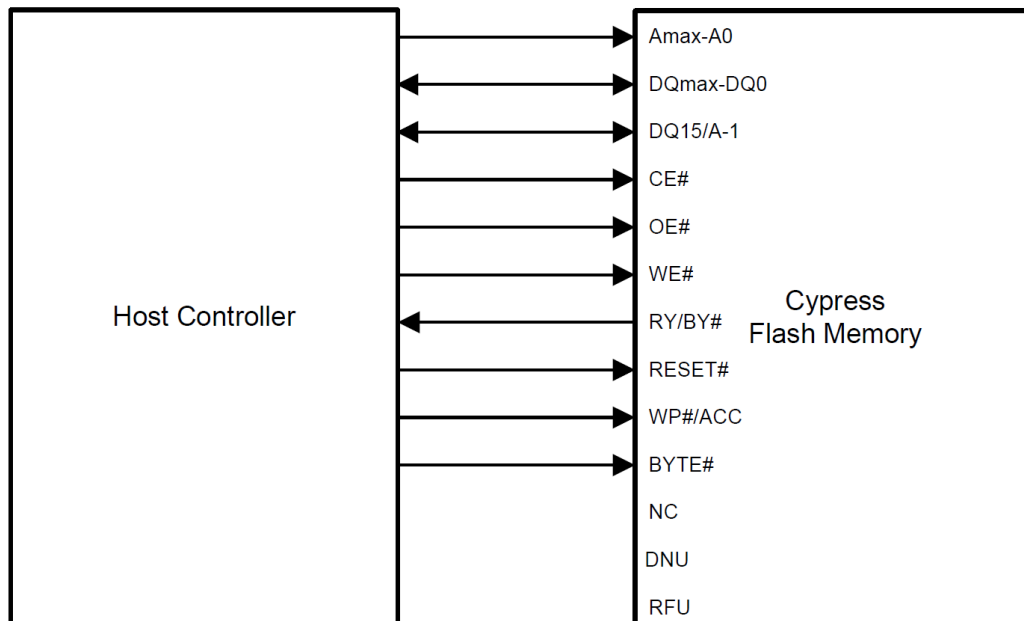 Amax-A0
DQmax-DQ0
DQ15/A-1
CE#
OE#
WE#
Host Controller
RY/BY#
Cypress
Flash Memory
RESET#
WP#/ACC
BYTE#
NC
DNU
RFU